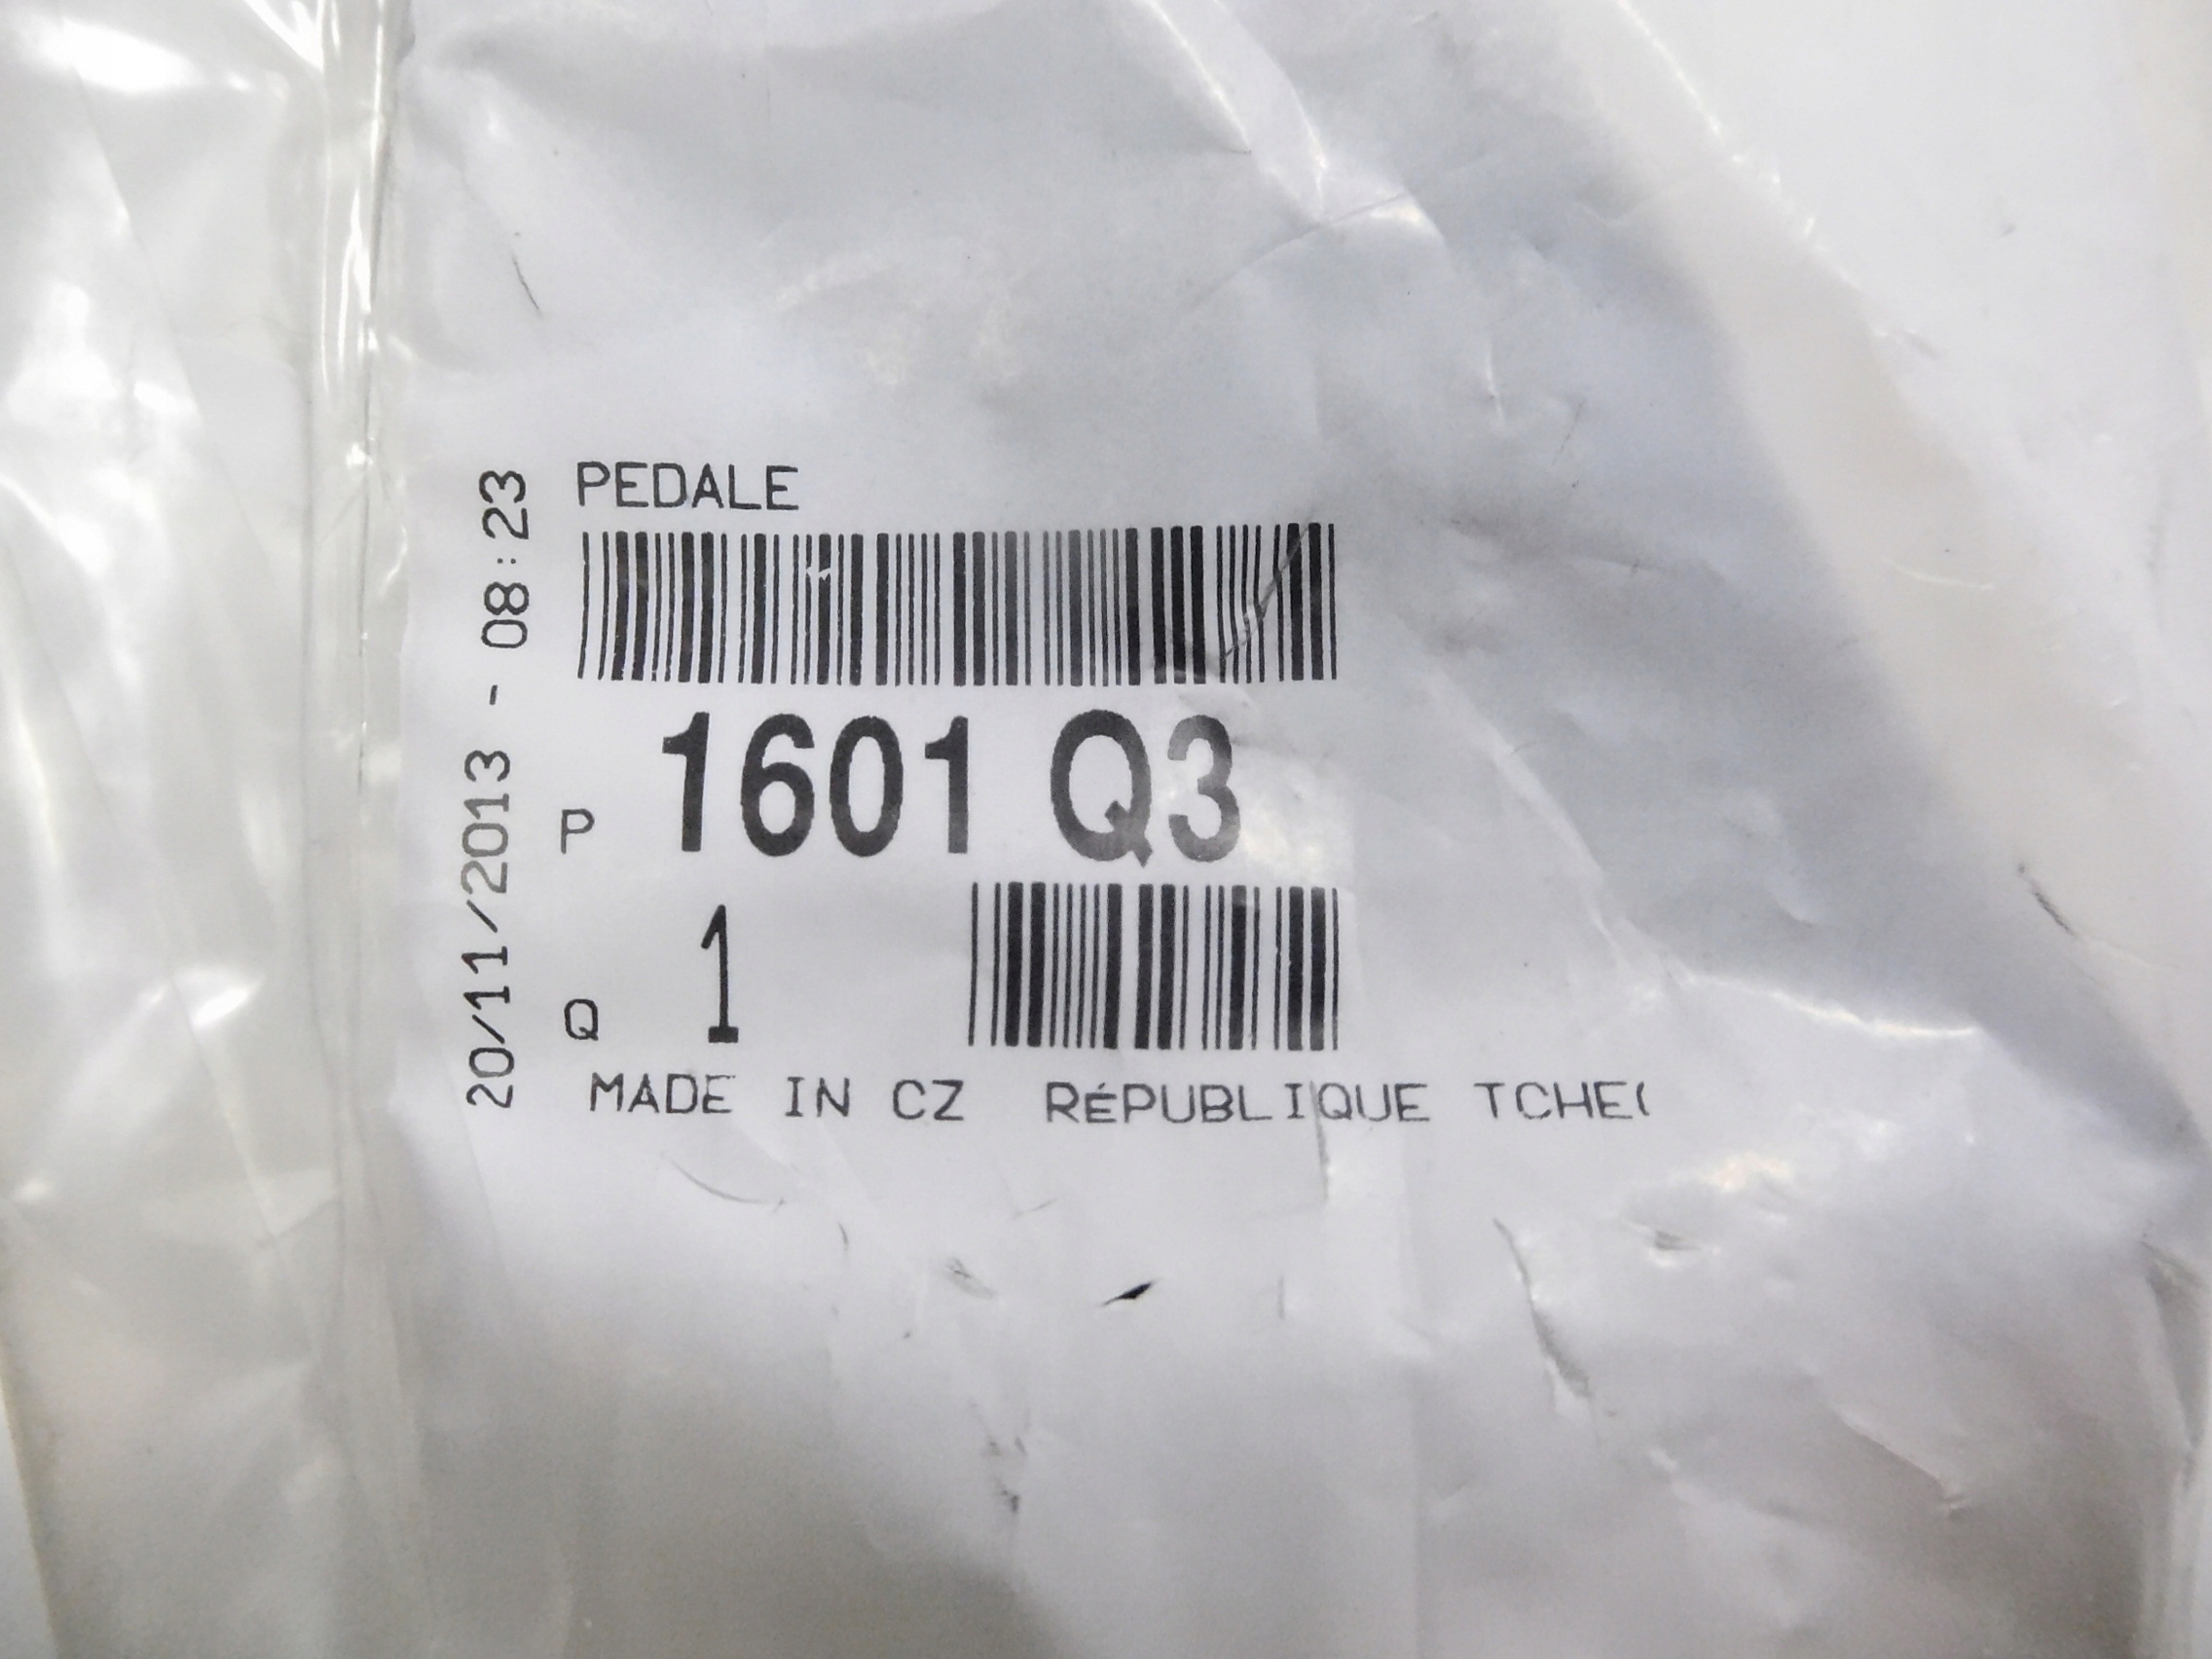 PEDALE
P 1601 Q3
Q 1
MADE IN CZ RÉPUBLIQUE
20/11/2013 - 08:23